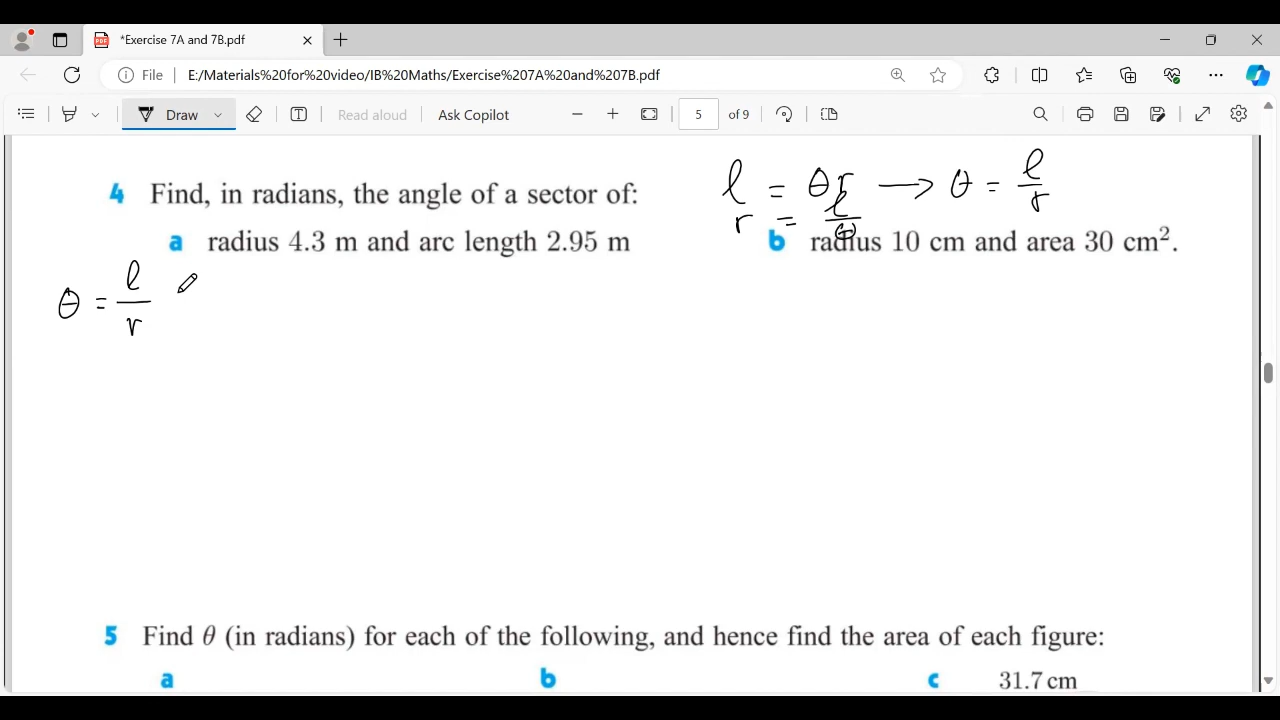 *Exercise 7A and 7B.pdf
File E:/Materials%20for%20video/IB%20Maths/Exercise%207A%20and%207B.pdf
Draw Read aloud Ask Copilot 5 of 9
4 Find, in radians, the angle of a sector of:
l = θr → θ = l/r
r = l/θ
a radius 4.3 m and arc length 2.95 m
b radius 10 cm and area 30 cm².
θ = l/r
5 Find θ (in radians) for each of the following, and hence find the area of each figure:
a b c 31.7 cm